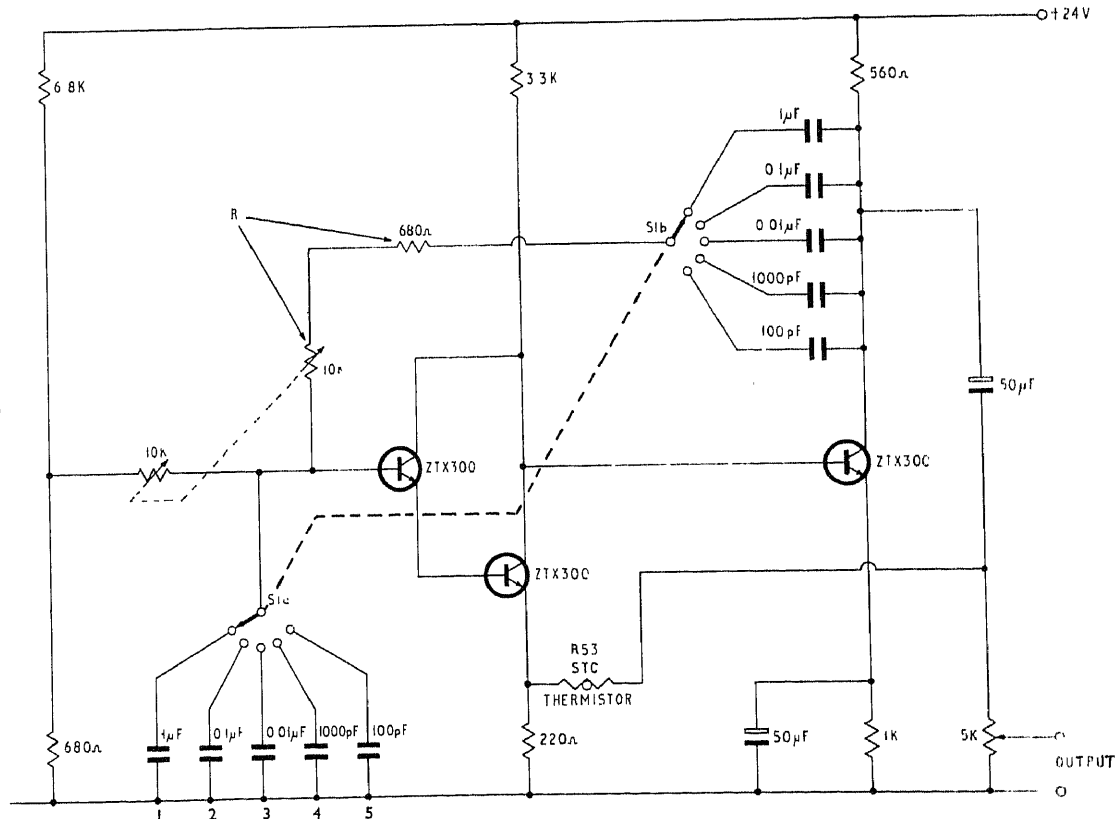 +24V
6.8K
3.3K
560Ω
1µF
0.1µF
R
680Ω
S1b
0.01µF
1000pF
10K
100pF
50µF
10K
ZTX300
ZTX300
ZTX300
S1a
R53
STC
THERMISTOR
1µF
0.1µF
0.01µF
1000pF
100pF
680Ω
220Ω
50µF
1K
5K
OUTPUT
1
2
3
4
5